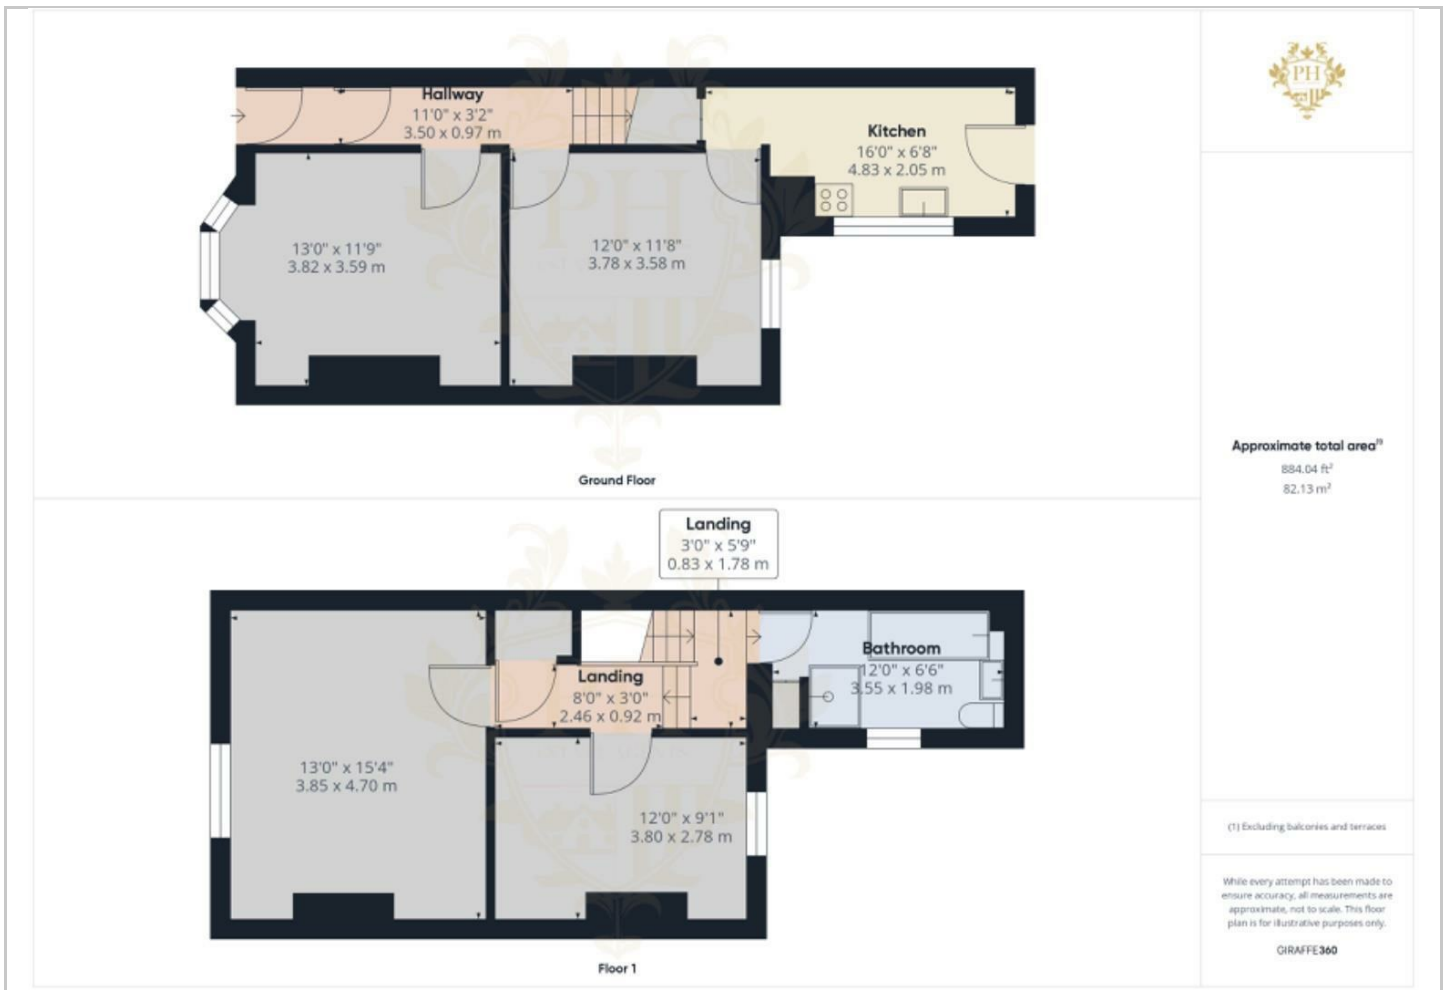 Hallway
11'0" x 3'2"
3.50 x 0.97 m
Kitchen
16'0" x 6'8"
4.83 x 2.05 m
13'0" x 11'9"
3.82 x 3.59 m
12'0" x 11'8"
3.78 x 3.58 m
PH
Ground Floor
Landing
3'0" x 5'9"
0.83 x 1.78 m
Bathroom
12'0" x 6'6"
3.55 x 1.98 m
Landing
8'0" x 3'0"
2.46 x 0.92 m
13'0" x 15'4"
3.85 x 4.70 m
12'0" x 9'1"
3.80 x 2.78 m
Floor 1
PH
Approximate total area⁽¹⁾
884.04 ft²
82.13 m²
(1) Excluding balconies and terraces
While every attempt has been made to
ensure accuracy, all measurements are
approximate, not to scale. This floor
plan is for illustrative purposes only.
GIRAFFE360